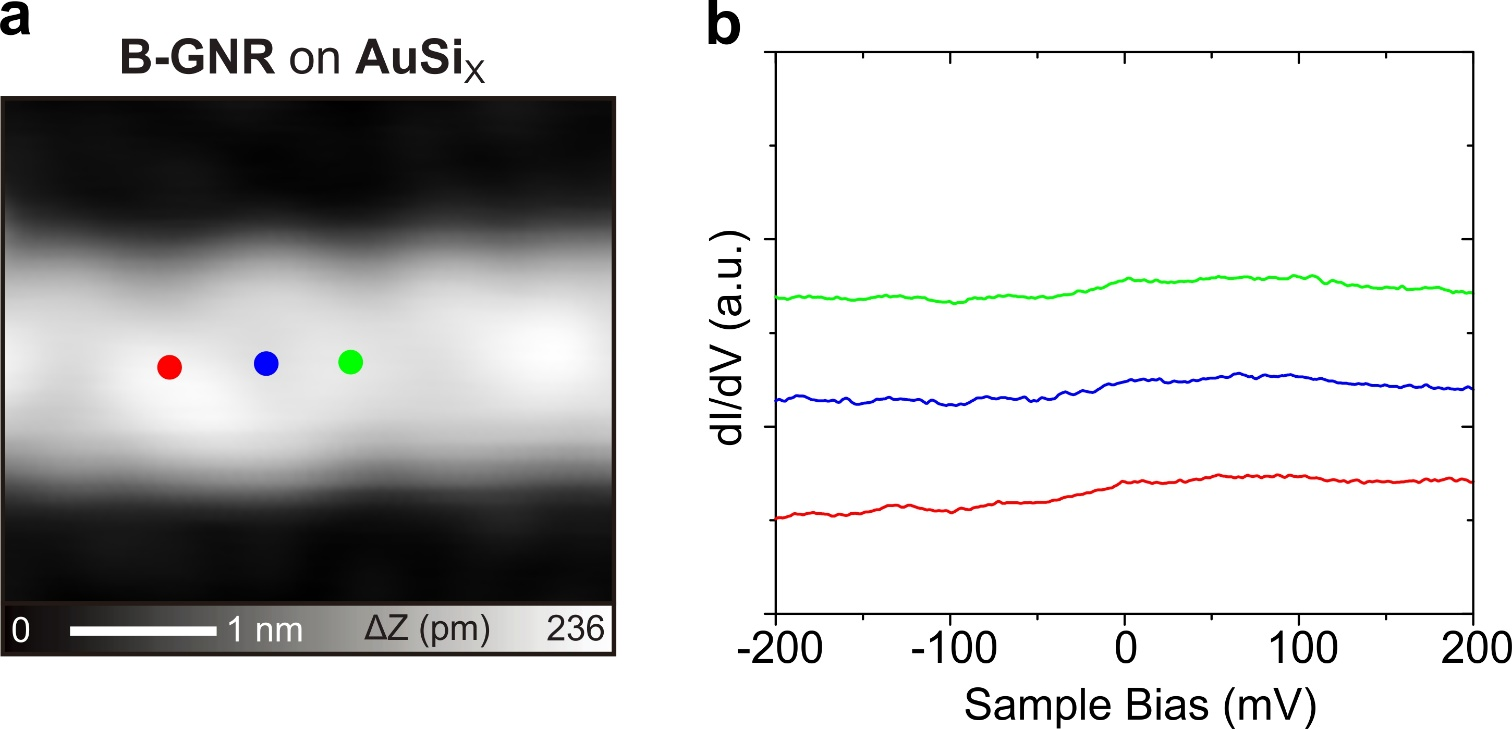 a
B-GNR on AuSiX
0 1 nm ΔZ (pm) 236
b
dI/dV (a.u.)
-200 -100 0 100 200
Sample Bias (mV)